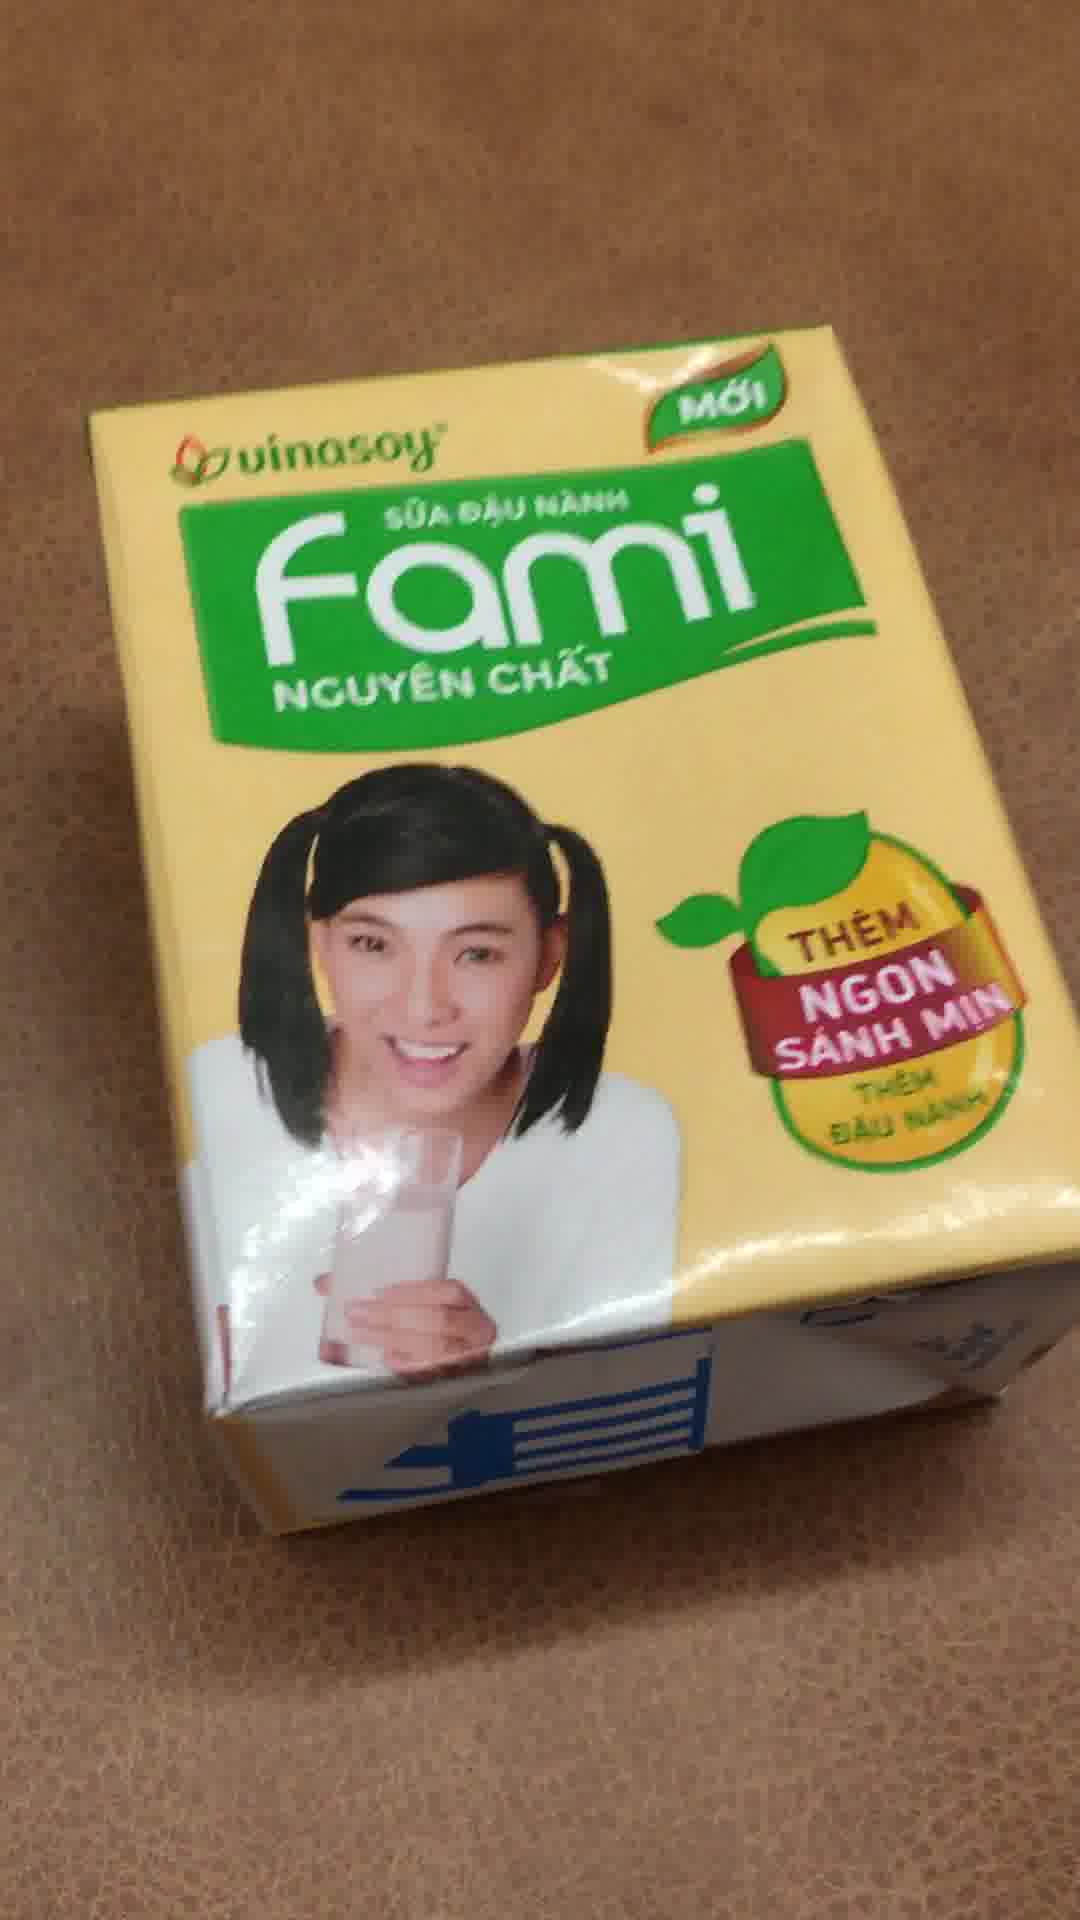 vinasoy
MỚI
SỮA ĐẬU NÀNH
Fami
NGUYÊN CHẤT
THÊM
NGON
SÁNH MỊN
THÊM
ĐẬU NÀNH